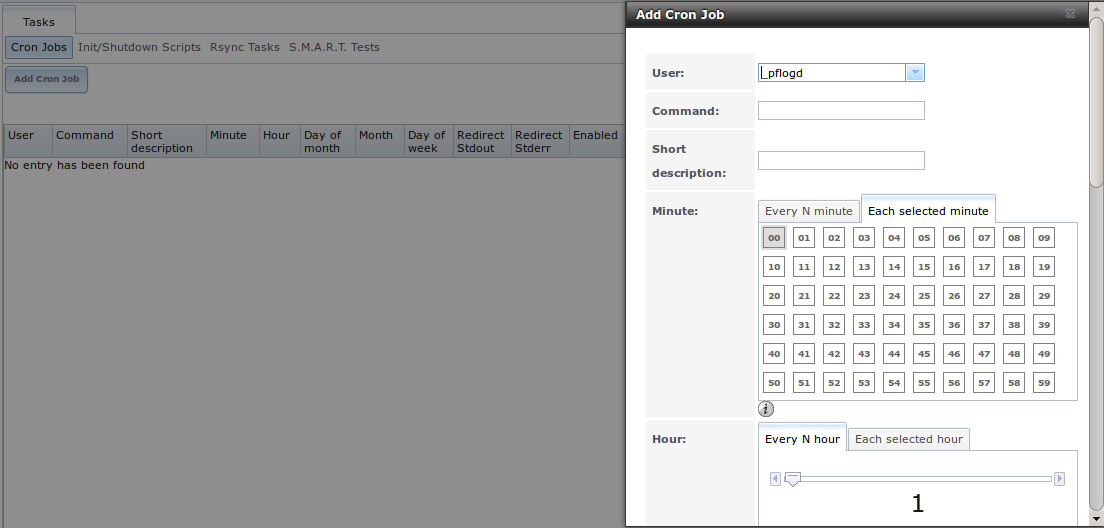 Tasks
Cron Jobs Init/Shutdown Scripts Rsync Tasks S.M.A.R.T. Tests
Add Cron Job
User Command Short description Minute Hour Day of month Month Day of week Redirect Stdout Redirect Stderr Enabled
No entry has been found
Add Cron Job
User: _pflogd
Command:
Short
description:
Minute: Every N minute Each selected minute
00 01 02 03 04 05 06 07 08 09
10 11 12 13 14 15 16 17 18 19
20 21 22 23 24 25 26 27 28 29
30 31 32 33 34 35 36 37 38 39
40 41 42 43 44 45 46 47 48 49
50 51 52 53 54 55 56 57 58 59
i
Hour: Every N hour Each selected hour
1